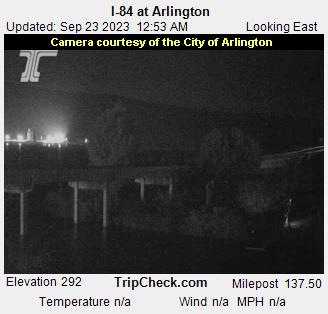 I-84 at Arlington
Updated: Sep 23 2023 12:53 AM Looking East
Camera courtesy of the City of Arlington
Elevation 292 TripCheck.com Milepost 137.50
Temperature n/a Wind n/a MPH n/a